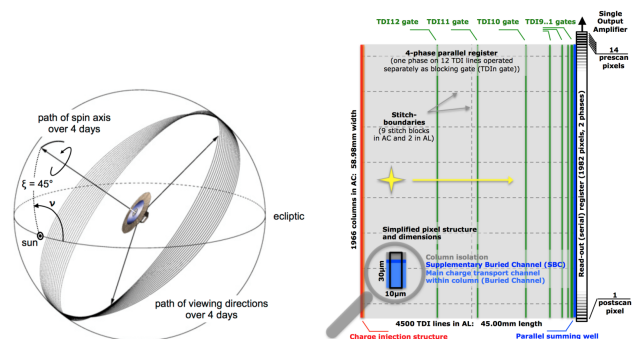 path of spin axis
over 4 days
ξ = 45°
ν
sun
ecliptic
path of viewing directions
over 4 days
TDI12 gate
TDI11 gate
TDI10 gate
TDI9..1 gates
Single
Output
Amplifier
14
prescan
pixels
4-phase parallel register
(one phase on 12 TDI lines operated
separately as blocking gate (TDIn gate))
Stitch-
boundaries
(9 stitch blocks
in AC and 2 in AL)
1966 columns in AC: 58.98mm width
Read-out (serial) register (1982 pixels, 2 phases)
Simplified pixel structure
and dimensions
Column isolation
Supplementary Buried Channel (SBC)
Main charge transport channel
within column (Buried Channel)
30μm
10μm
1
postscan
pixel
4500 TDI lines in AL: 45.00mm length
Charge injection structure
Parallel summing well